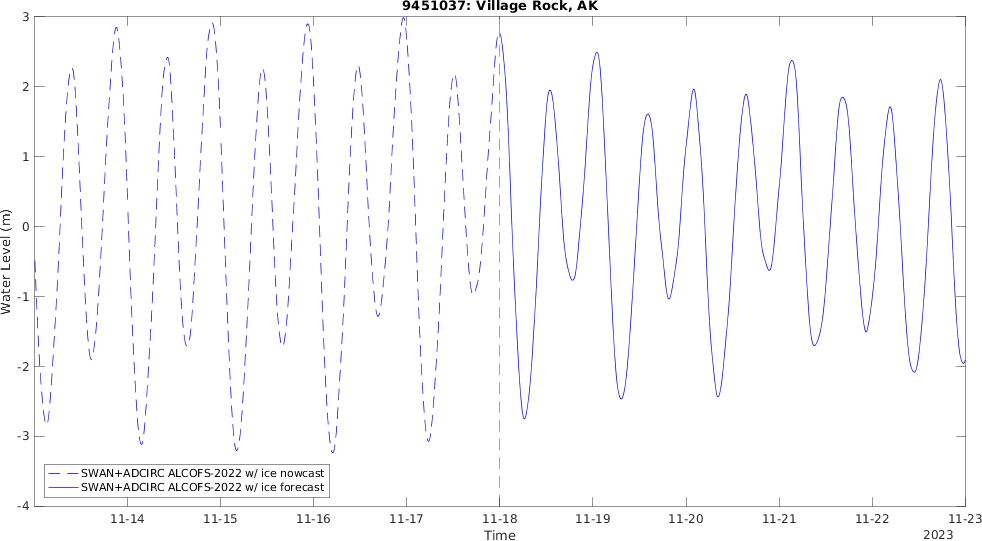 9451037: Village Rock, AK
Water Level (m)
3
2
1
0
-1
-2
-3
-4
SWAN+ADCIRC ALCOFS-2022 w/ ice nowcast
SWAN+ADCIRC ALCOFS-2022 w/ ice forecast
11-14 11-15 11-16 11-17 11-18 11-19 11-20 11-21 11-22 11-23
Time
2023